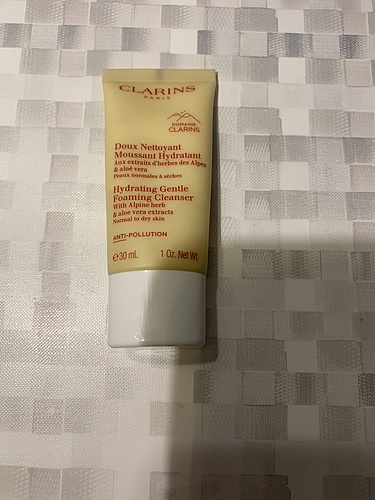 CLARINS
PARIS
DOMAINE
CLARINS
Doux Nettoyant
Moussant Hydratant
Aux extraits d'herbes des Alpes
& aloé vera
Peaux normales à sèches
Hydrating Gentle
Foaming Cleanser
With Alpine herb
& aloe vera extracts
Normal to dry skin
ANTI-POLLUTION
℮30 mL 1 Oz. Net Wt.